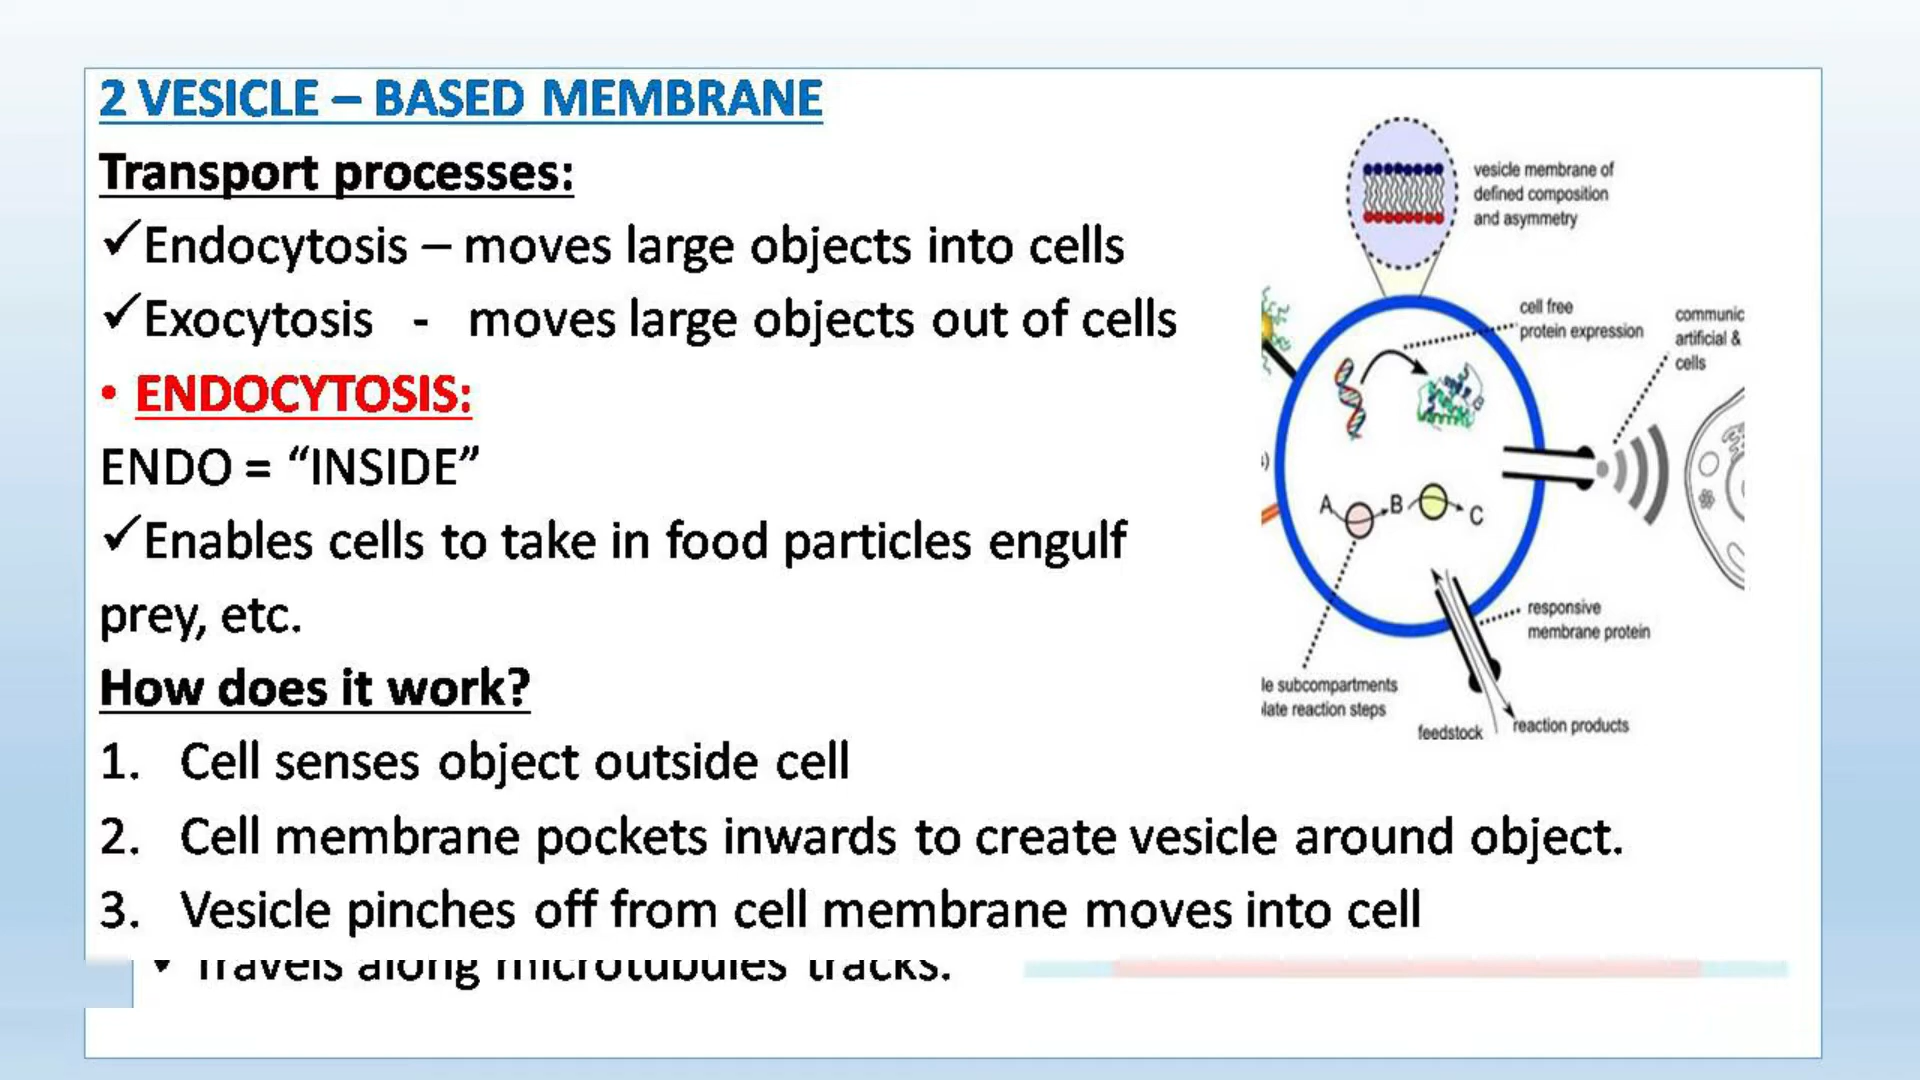 2 VESICLE – BASED MEMBRANE
Transport processes:
✓Endocytosis – moves large objects into cells
✓Exocytosis - moves large objects out of cells
• ENDOCYTOSIS:
ENDO = “INSIDE”
✓Enables cells to take in food particles engulf
prey, etc.
How does it work?
1. Cell senses object outside cell
2. Cell membrane pockets inwards to create vesicle around object.
3. Vesicle pinches off from cell membrane moves into cell
Travels along microtubules tracks.
vesicle membrane of
defined composition
and asymmetry
cell free
protein expression
communic
artificial &
cells
A B C
responsive
membrane protein
le subcompartments
late reaction steps
feedstock
reaction products